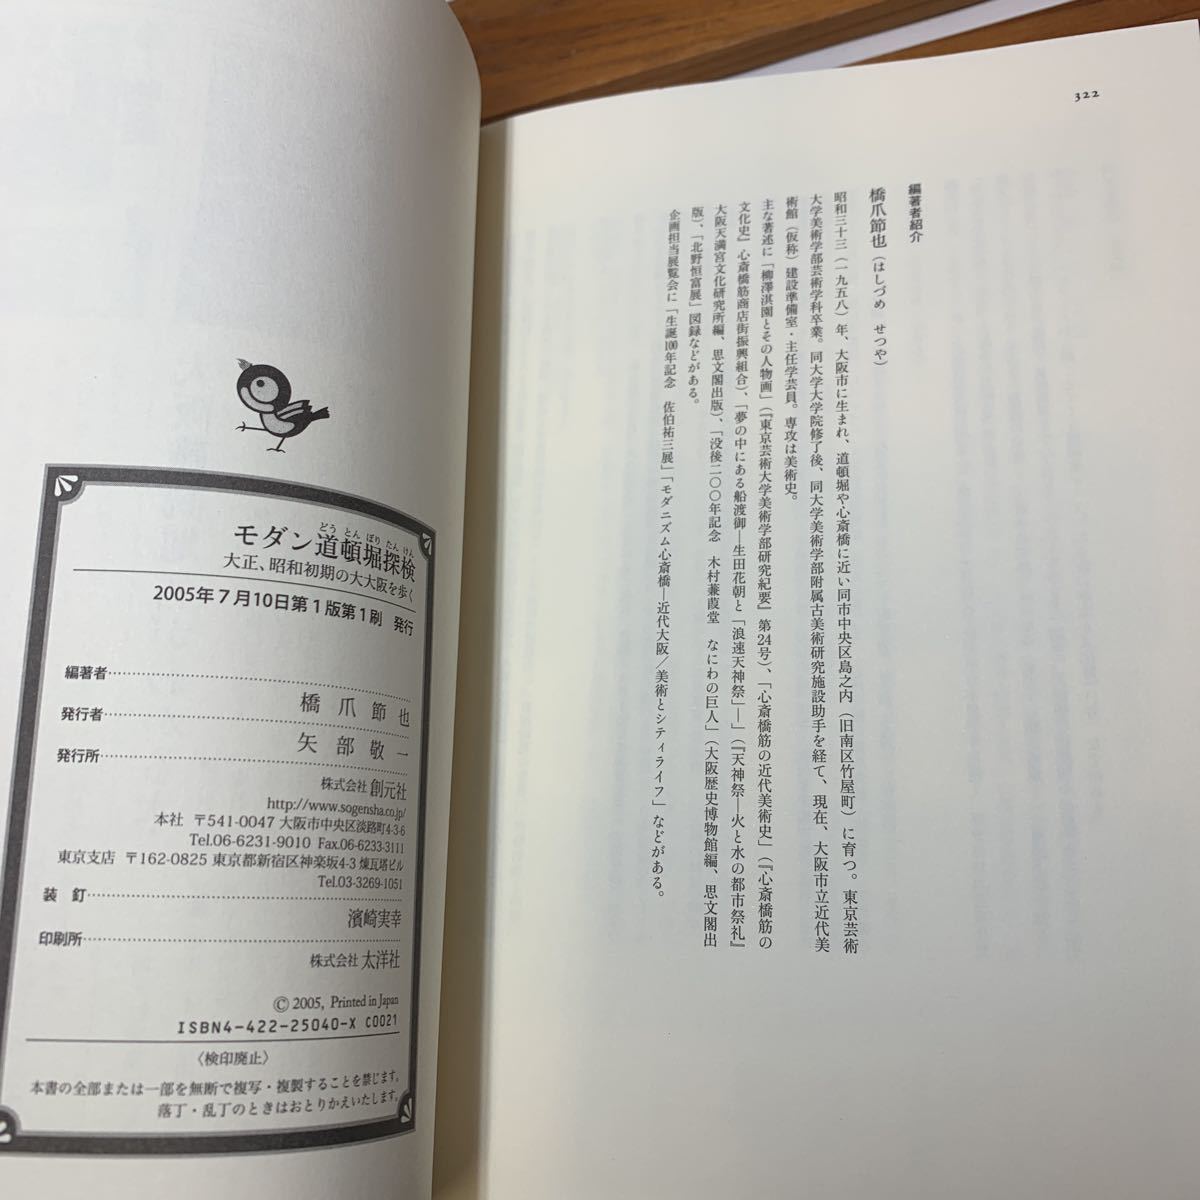 322
編著者紹介
橋爪節也（はしづめ　せつや）
昭和三十三（一九五八）年、大阪市に生まれ、道頓堀や心斎橋に近い同市中央区島之内（旧南区竹屋町）に育つ。東京芸術
大学美術学部芸術学科卒業。同大学大学院修了後、同大学美術学部附属古美術研究施設助手を経て、現在、大阪市立近代美
術館（仮称）建設準備室・主任学芸員。専攻は美術史。
主な著述に「柳澤淇園とその人物画」（『東京芸術大学美術学部研究紀要』第24号）、「心斎橋筋の近代美術史」（『心斎橋筋の
文化史』心斎橋筋商店街振興組合）、「夢の中にある船渡御―生田花朝と「浪速天神祭」―」（『天神祭―火と水の都市祭礼』
大阪天満宮文化研究所編、思文閣出版）、「没後二〇〇年記念　木村蒹葭堂　なにわの巨人」（大阪歴史博物館編、思文閣出
版）、「北野恒富展」図録などがある。
企画担当展覧会に「生誕100年記念　佐伯祐三展」「モダニズム心斎橋―近代大阪／美術とシティライフ」などがある。
どう とん ぼり たん けん
モダン道頓堀探検
大正、昭和初期の大大阪を歩く
2005年７月10日第１版第１刷　発行
編著者……橋爪節也
発行者……矢部敬一
発行所……株式会社 創元社
http://www.sogensha.co.jp/
本社　〒541-0047 大阪市中央区淡路町4-3-6
Tel.06-6231-9010 Fax.06-6233-3111
東京支店　〒162-0825 東京都新宿区神楽坂4-3 煉瓦塔ビル
Tel.03-3269-1051
装　釘……濱崎実幸
印刷所……株式会社 太洋社
© 2005, Printed in Japan
ISBN4-422-25040-X C0021
〈検印廃止〉
本書の全部または一部を無断で複写・複製することを禁じます。
落丁・乱丁のときはおとりかえいたします。